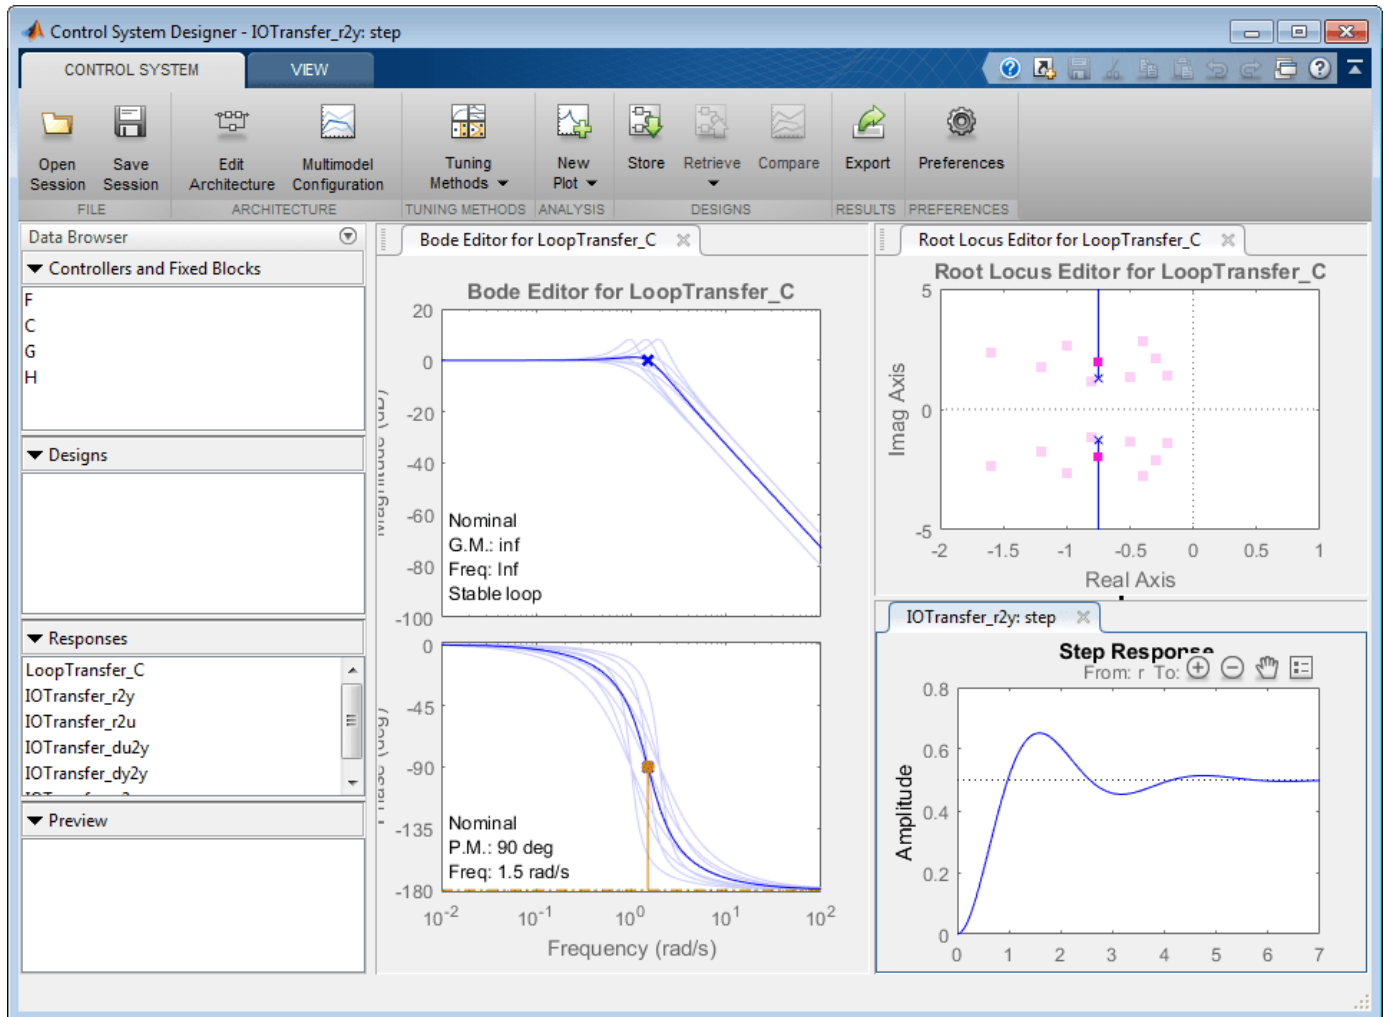 Control System Designer - IOTransfer_r2y: step
CONTROL SYSTEM VIEW
Open Session
Save Session
Edit Architecture
Multimodel Configuration
Tuning Methods
New Plot
Store
Retrieve
Compare
Export
Preferences
FILE ARCHITECTURE TUNING METHODS ANALYSIS DESIGNS RESULTS PREFERENCES
Data Browser
Controllers and Fixed Blocks
F
C
G
H
Designs
Responses
LoopTransfer_C
IOTransfer_r2y
IOTransfer_r2u
IOTransfer_du2y
IOTransfer_dy2y
Preview
Bode Editor for LoopTransfer_C
Bode Editor for LoopTransfer_C
Magnitude (dB)
20
0
-20
-40
-60
-80
-100
Nominal
G.M.: inf
Freq: Inf
Stable loop
Phase (deg)
0
-45
-90
-135
-180
Nominal
P.M.: 90 deg
Freq: 1.5 rad/s
10-2 10-1 100 101 102
Frequency (rad/s)
Root Locus Editor for LoopTransfer_C
Root Locus Editor for LoopTransfer_C
Imag Axis
5
0
-5
-2 -1.5 -1 -0.5 0 0.5 1
Real Axis
IOTransfer_r2y: step
Step Response
From: r To:
Amplitude
0.8
0.6
0.4
0.2
0
0 1 2 3 4 5 6 7